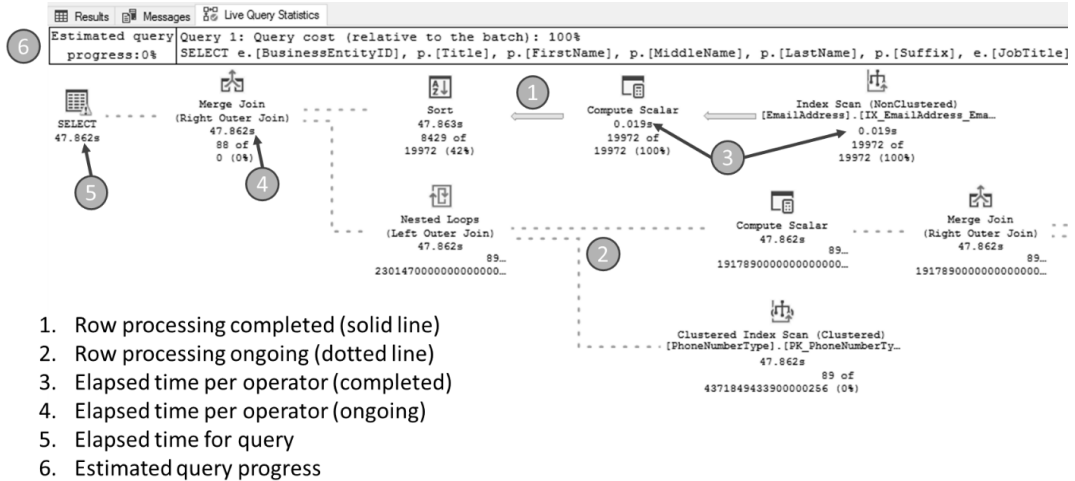 Results Messages Live Query Statistics
Estimated query progress:0%
Query 1: Query cost (relative to the batch): 100%
SELECT e.[BusinessEntityID], p.[Title], p.[FirstName], p.[MiddleName], p.[LastName], p.[Suffix], e.[JobTitle]
6
SELECT
47.862s
Merge Join
(Right Outer Join)
47.862s
88 of
0 (0%)
Sort
47.863s
8429 of
19972 (42%)
1
Compute Scalar
0.019s
19972 of
19972 (100%)
Index Scan (NonClustered)
[EmailAddress].[IX_EmailAddress_Ema…
0.019s
19972 of
19972 (100%)
3
5
4
Nested Loops
(Left Outer Join)
47.862s
89…
2301470000000000000…
2
Compute Scalar
47.862s
89…
1917890000000000000…
Merge Join
(Right Outer Join)
47.862s
89…
1917890000000000000…
Clustered Index Scan (Clustered)
[PhoneNumberType].[PK_PhoneNumberTy…
47.862s
89 of
4371849433900000256 (0%)
1. Row processing completed (solid line)
2. Row processing ongoing (dotted line)
3. Elapsed time per operator (completed)
4. Elapsed time per operator (ongoing)
5. Elapsed time for query
6. Estimated query progress